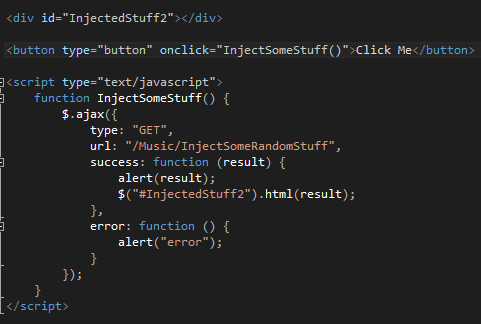 <div id="InjectedStuff2"></div>
<button type="button" onclick="InjectSomeStuff()">Click Me</button>
<script type="text/javascript">
    function InjectSomeStuff() {
        $.ajax({
            type: "GET",
            url: "/Music/InjectSomeRandomStuff",
            success: function (result) {
                alert(result);
                $("#InjectedStuff2").html(result);
            },
            error: function () {
                alert("error");
            }
        });
    }
</script>